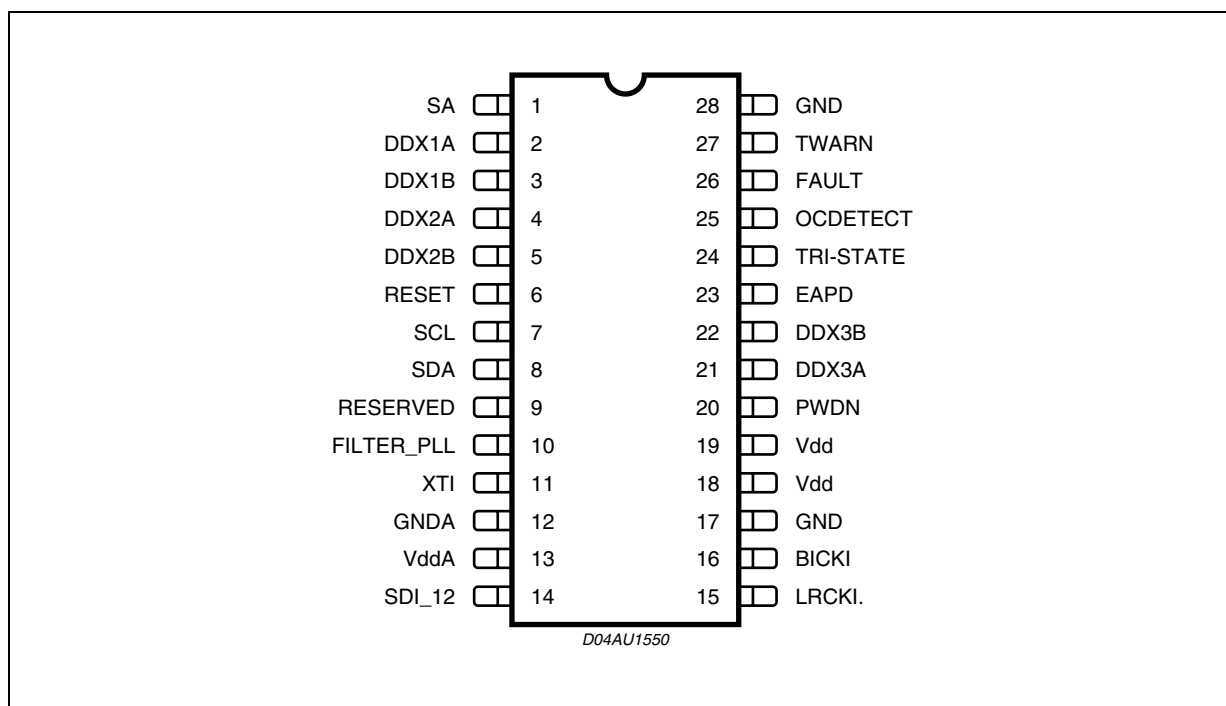 SA 1 28 GND
DDX1A 2 27 TWARN
DDX1B 3 26 FAULT
DDX2A 4 25 OCDETECT
DDX2B 5 24 TRI-STATE
RESET 6 23 EAPD
SCL 7 22 DDX3B
SDA 8 21 DDX3A
RESERVED 9 20 PWDN
FILTER_PLL 10 19 Vdd
XTI 11 18 Vdd
GNDA 12 17 GND
VddA 13 16 BICKI
SDI_12 14 15 LRCKI.
D04AU1550